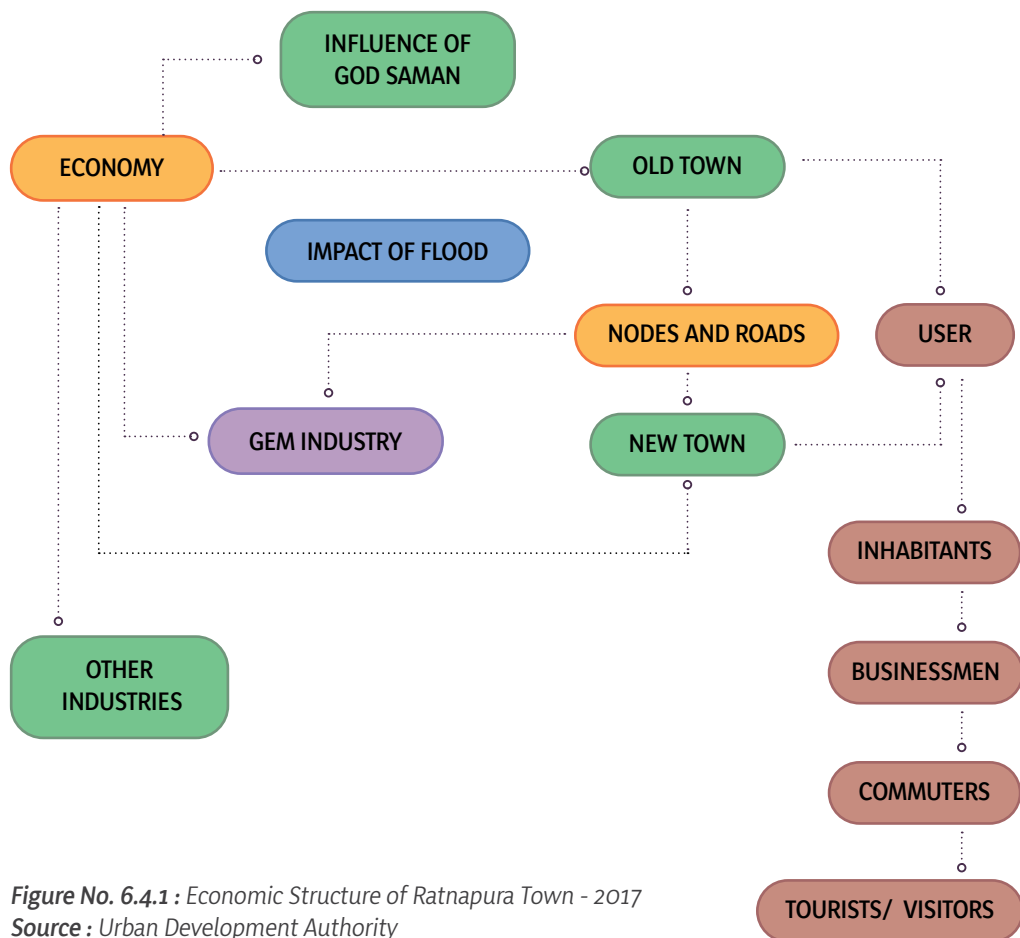 INFLUENCE OF
GOD SAMAN
ECONOMY
OLD TOWN
IMPACT OF FLOOD
NODES AND ROADS
USER
GEM INDUSTRY
NEW TOWN
INHABITANTS
OTHER
INDUSTRIES
BUSINESSMEN
COMMUTERS
TOURISTS/ VISITORS
Figure No. 6.4.1 : Economic Structure of Ratnapura Town - 2017
Source : Urban Development Authority